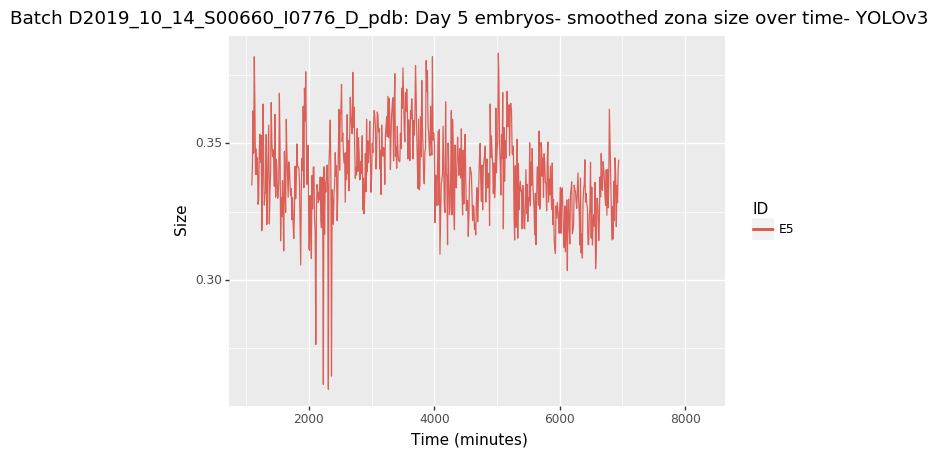 Batch D2019_10_14_S00660_I0776_D_pdb: Day 5 embryos- smoothed zona size over time- YOLOv3
0.35
0.30
Size
2000 4000 6000 8000
Time (minutes)
ID
E5